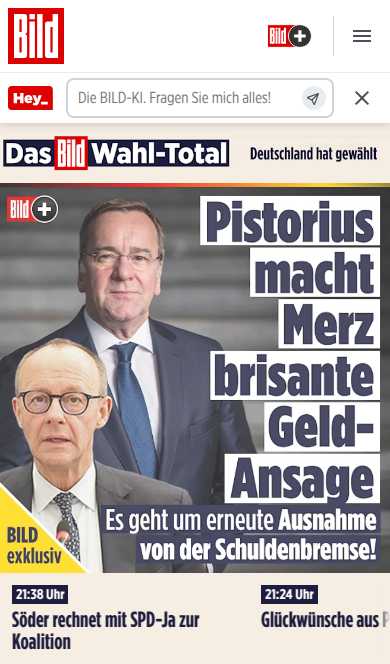 Bild
Bild +
Hey_
Die BILD-KI. Fragen Sie mich alles!
Das Bild Wahl-Total
Deutschland hat gewählt
Bild +
Pistorius
macht
Merz
brisante
Geld-
Ansage
Es geht um erneute Ausnahme
von der Schuldenbremse!
BILD
exklusiv
21:38 Uhr
Söder rechnet mit SPD-Ja zur
Koalition
21:24 Uhr
Glückwünsche aus